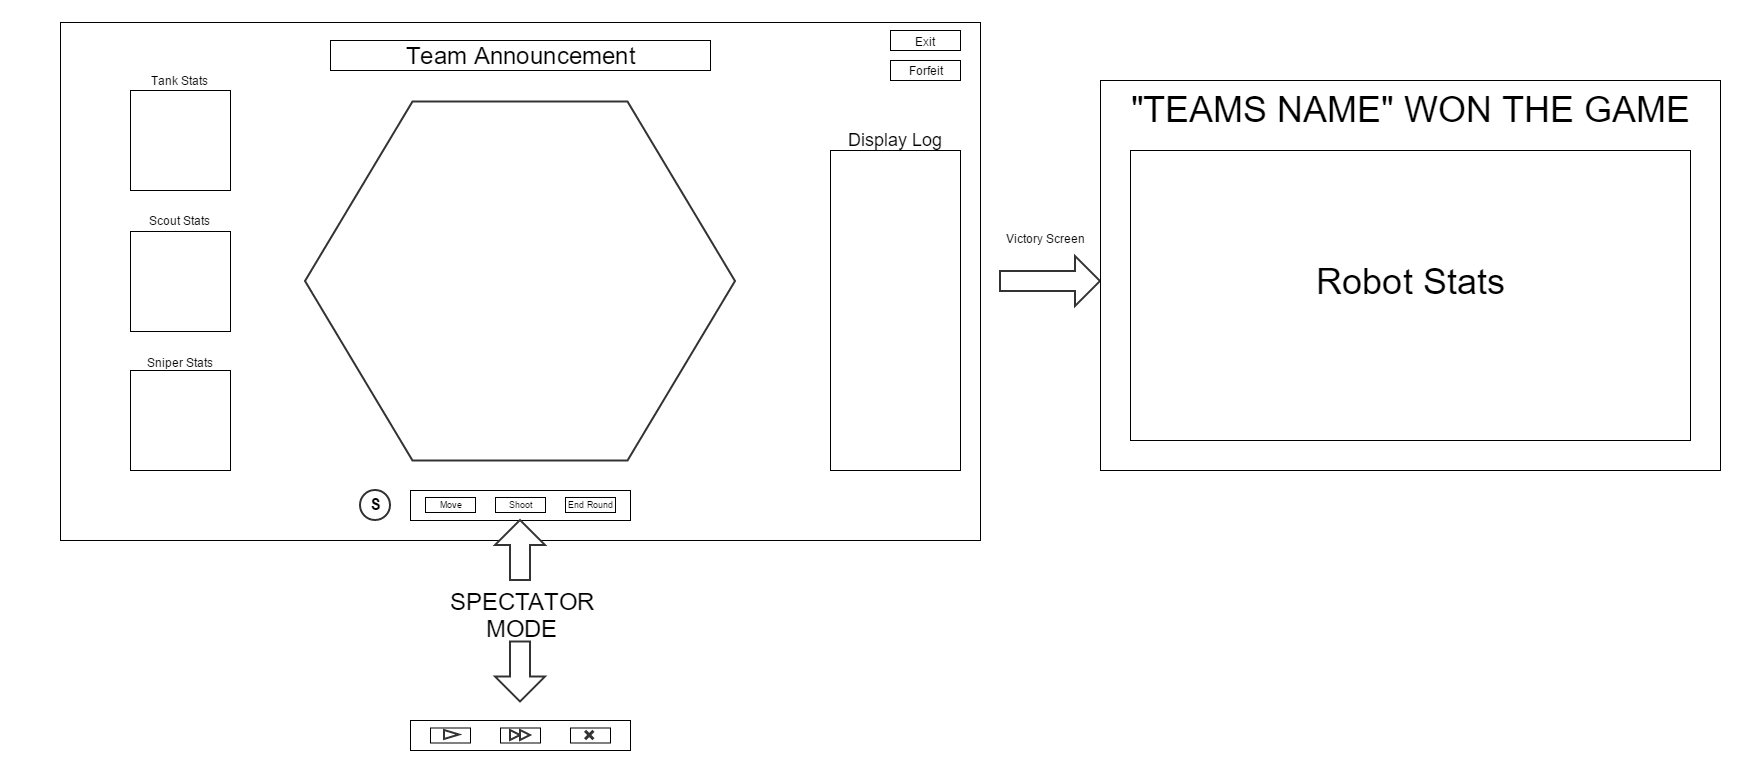 Team Announcement
Exit
Forfeit
Tank Stats
Scout Stats
Sniper Stats
Display Log
S
Move
Shoot
End Round
SPECTATOR
MODE
Victory Screen
"TEAMS NAME" WON THE GAME
Robot Stats